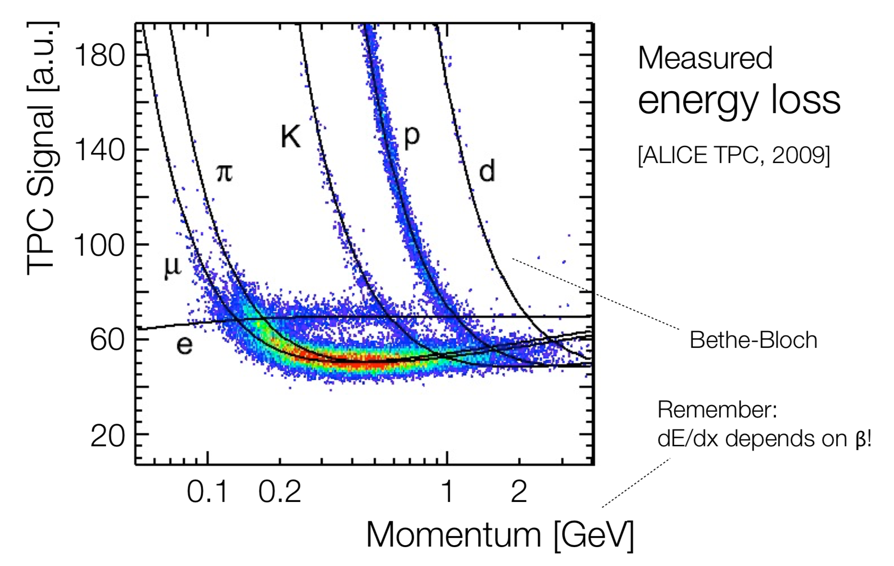 TPC Signal [a.u.]
180
140
100
60
20
μ
π
K
p
d
e
0.1
0.2
1
2
Momentum [GeV]
Measured
energy loss
[ALICE TPC, 2009]
Bethe-Bloch
Remember:
dE/dx depends on β!